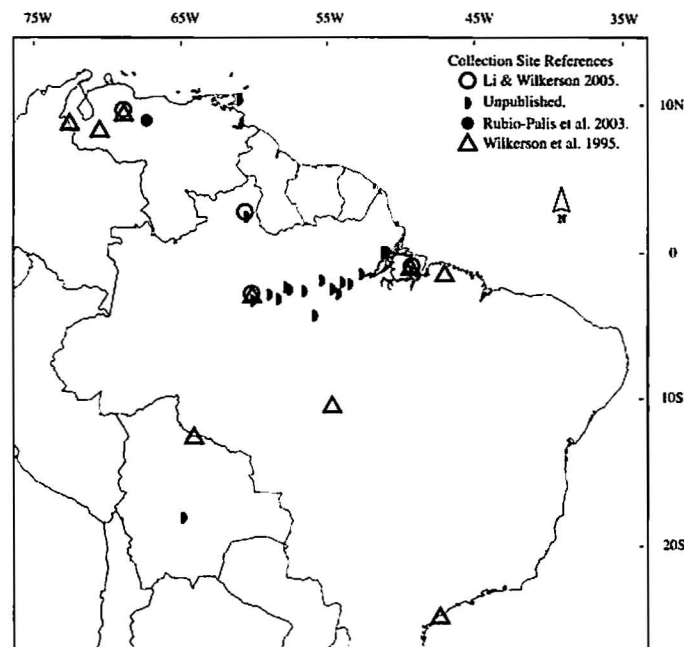 75W 65W 55W 45W 35W
Collection Site References
Li & Wilkerson 2005.
Unpublished.
Rubio-Palis et al. 2003.
Wilkerson et al. 1995.
10N
N
0
10S
20S